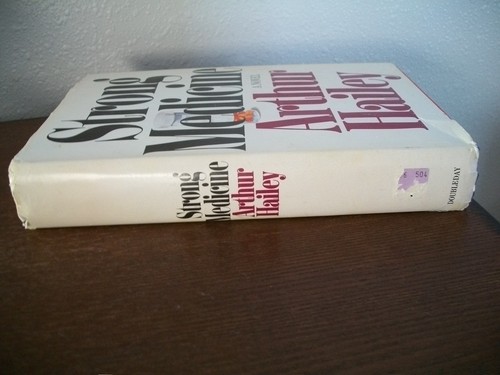 Strong
Medicine
A NOVEL
Arthur
Hailey
Strong
Medicine
Arthur
Hailey
50¢
DOUBLEDAY